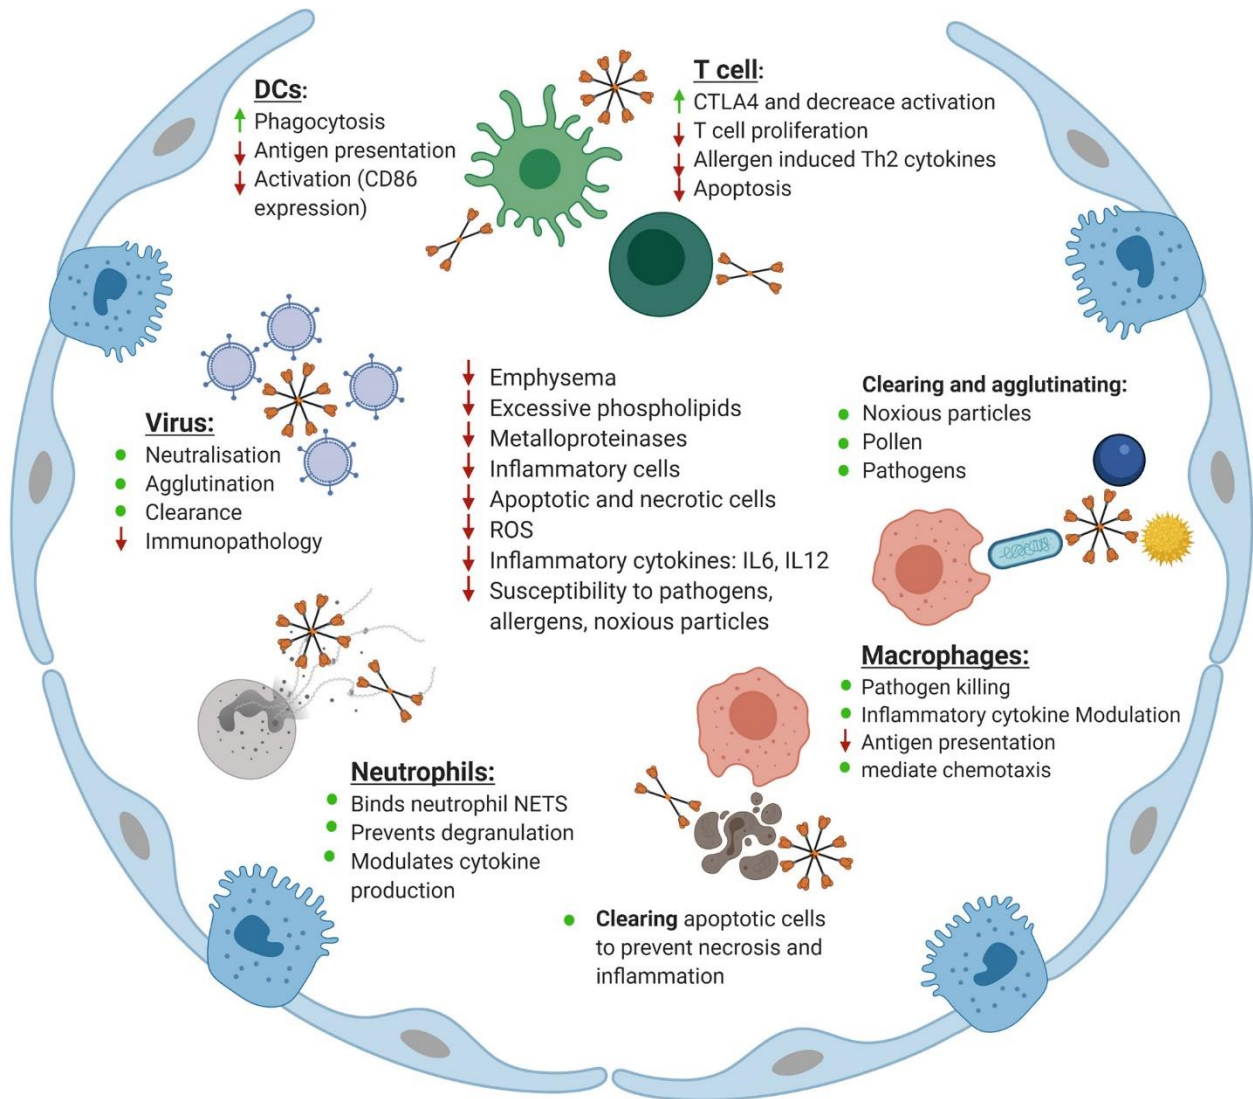 DCs:
Phagocytosis
Antigen presentation
Activation (CD86
expression)
T cell:
CTLA4 and decreace activation
T cell proliferation
Allergen induced Th2 cytokines
Apoptosis
Virus:
Neutralisation
Agglutination
Clearance
Immunopathology
Emphysema
Excessive phospholipids
Metalloproteinases
Inflammatory cells
Apoptotic and necrotic cells
ROS
Inflammatory cytokines: IL6, IL12
Susceptibility to pathogens,
allergens, noxious particles
Clearing and agglutinating:
Noxious particles
Pollen
Pathogens
Macrophages:
Pathogen killing
Inflammatory cytokine Modulation
Antigen presentation
mediate chemotaxis
Neutrophils:
Binds neutrophil NETS
Prevents degranulation
Modulates cytokine
production
Clearing apoptotic cells
to prevent necrosis and
inflammation